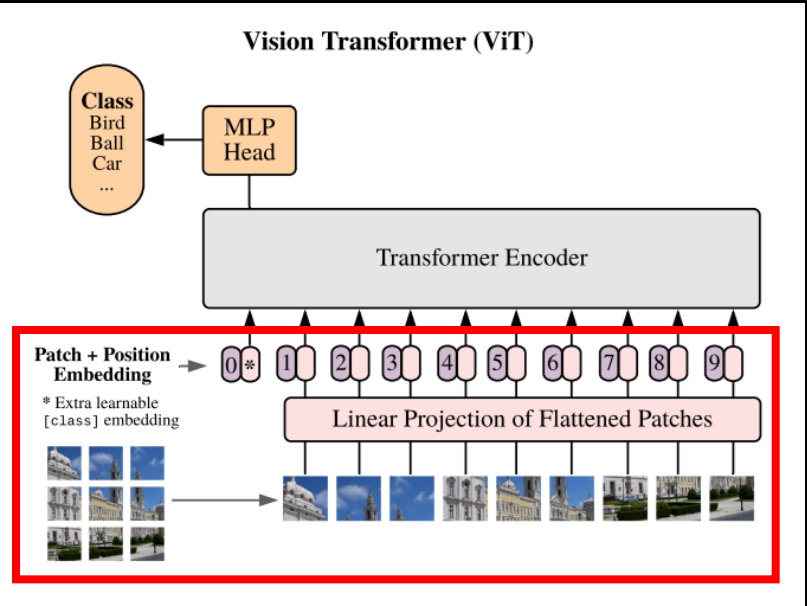 Vision Transformer (ViT)
Class
Bird
Ball
Car
...
MLP
Head
Transformer Encoder
Patch + Position
Embedding
0 * 1 2 3 4 5 6 7 8 9
* Extra learnable
[class] embedding
Linear Projection of Flattened Patches